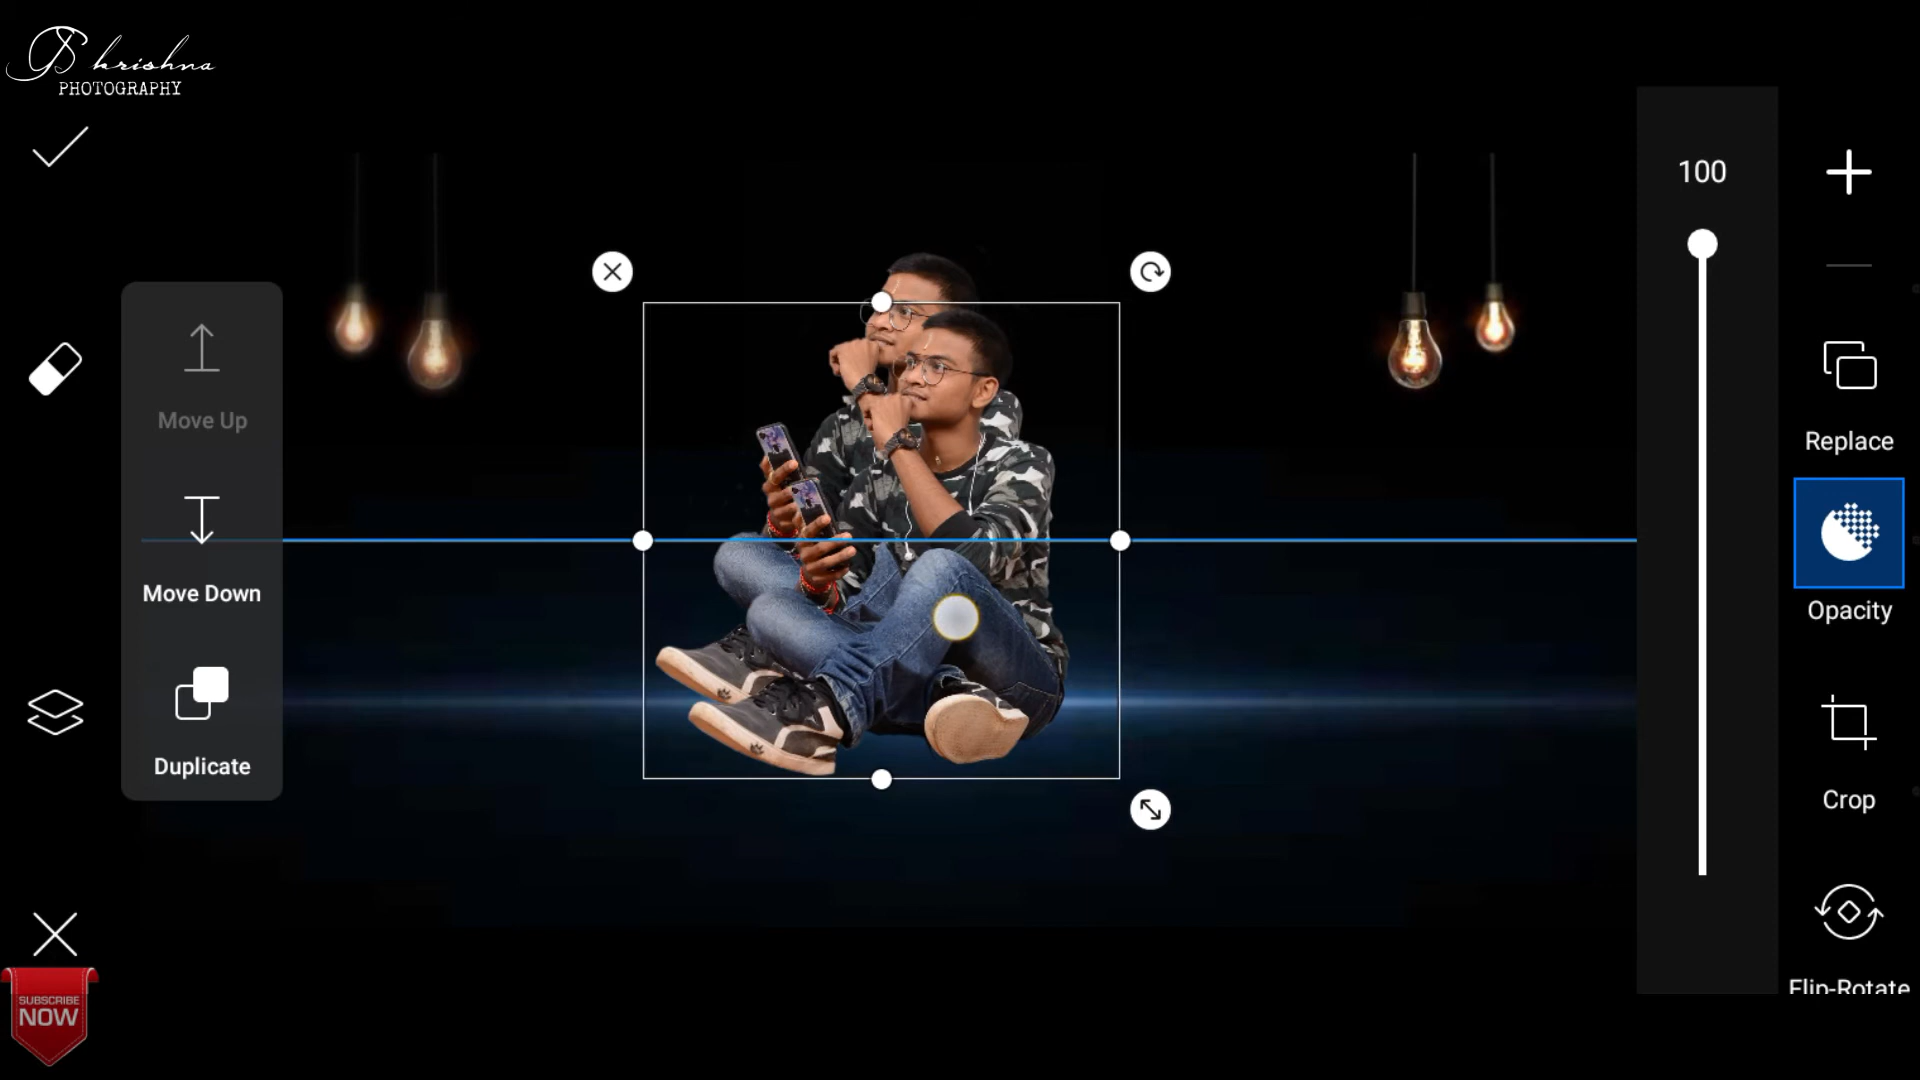 B krishna
PHOTOGRAPHY
100
Move Up
Replace
Move Down
Opacity
Duplicate
Crop
Flip-Rotate
SUBSCRIBE
NOW